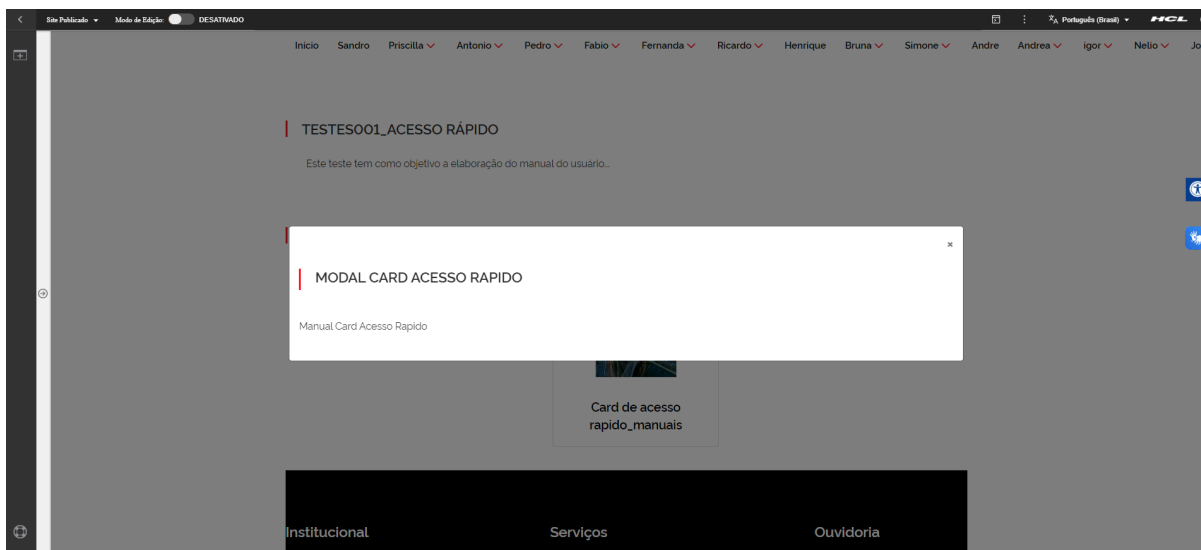 Site Publicado Modo de Edição: DESATIVADO Português (Brasil) HCL
Início Sandro Priscilla Antonio Pedro Fabio Fernanda Ricardo Henrique Bruna Simone Andre Andrea igor Nelio Jo
TESTES001_ACESSO RÁPIDO
Este teste tem como objetivo a elaboração do manual do usuário...
×
MODAL CARD ACESSO RAPIDO
Manual Card Acesso Rapido
Card de acesso
rapido_manuais
Institucional Serviços Ouvidoria